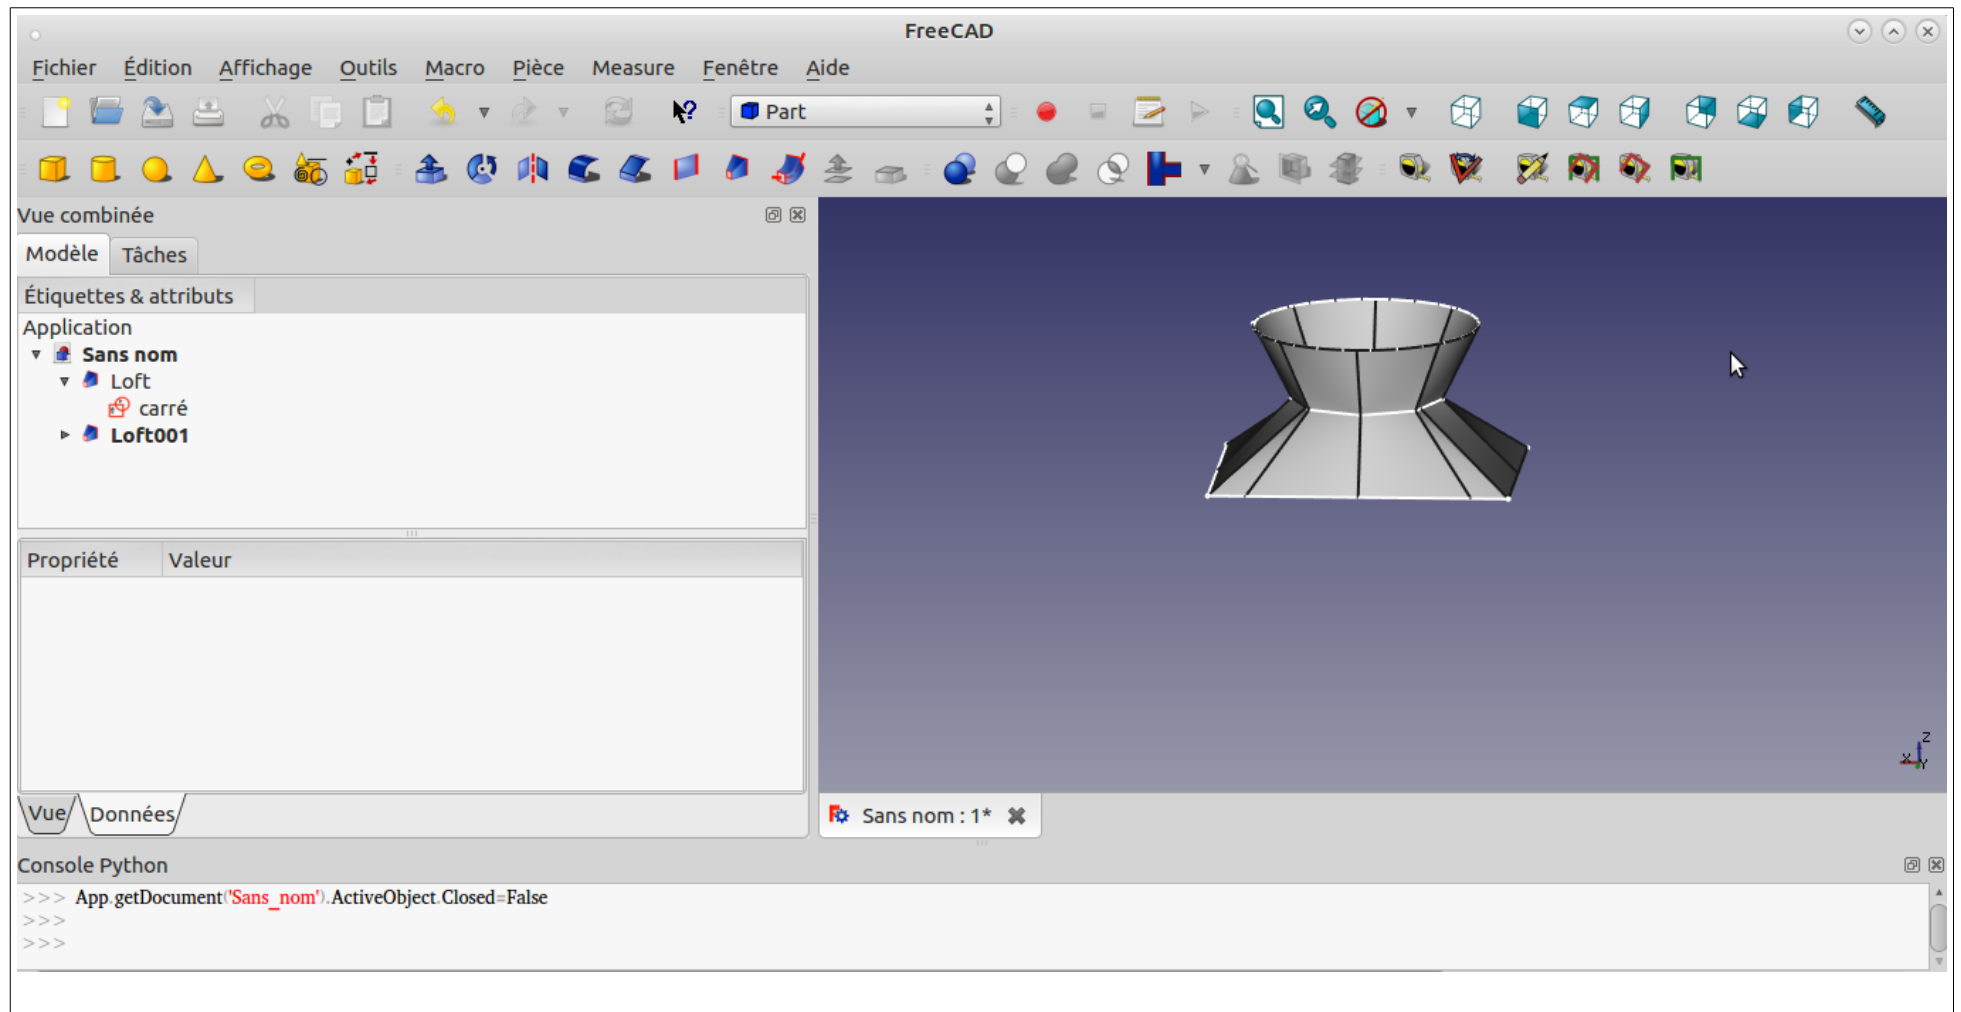 FreeCAD
Fichier Édition Affichage Outils Macro Pièce Measure Fenêtre Aide
Part
Vue combinée
Modèle Tâches
Étiquettes & attributs
Application
Sans nom
Loft
carré
Loft001
Propriété Valeur
Z
X Y
Vue Données
Sans nom : 1*
Console Python
>>> App.getDocument('Sans_nom').ActiveObject.Closed=False
>>>
>>>